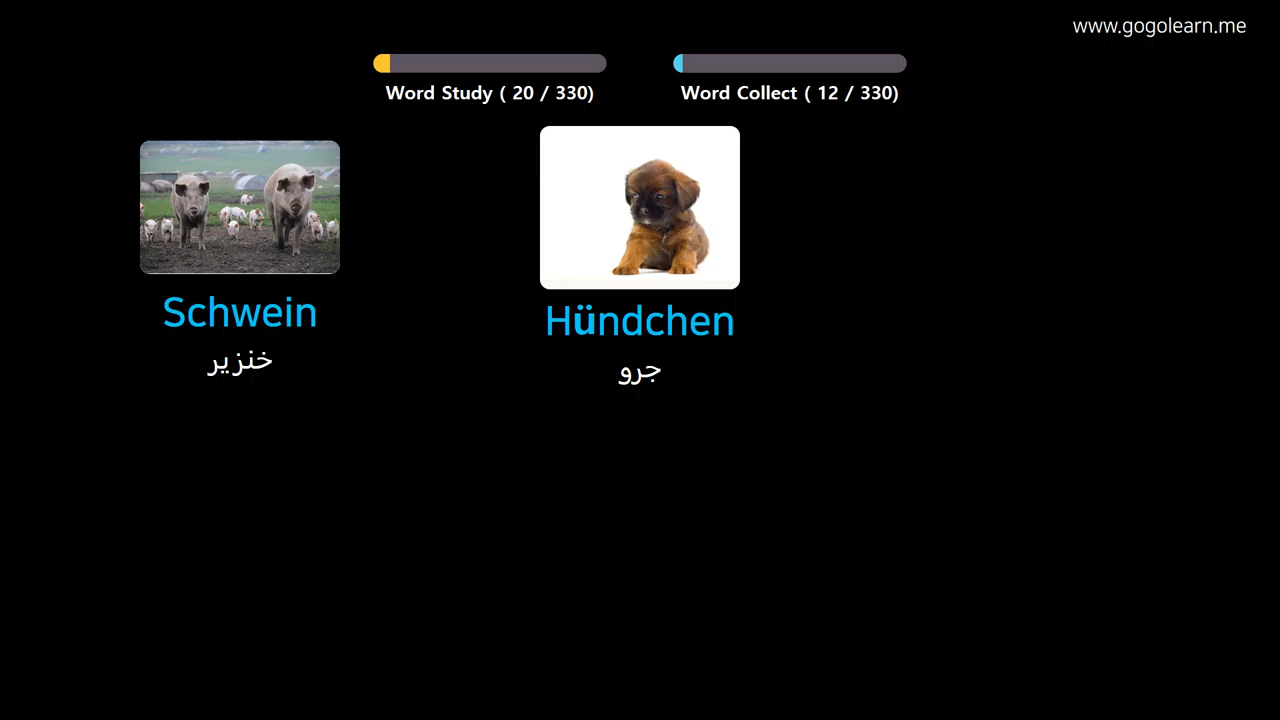 www.gogolearn.me
Word Study ( 20 / 330)
Word Collect ( 12 / 330)
Schwein
خنزير
Hündchen
جرو